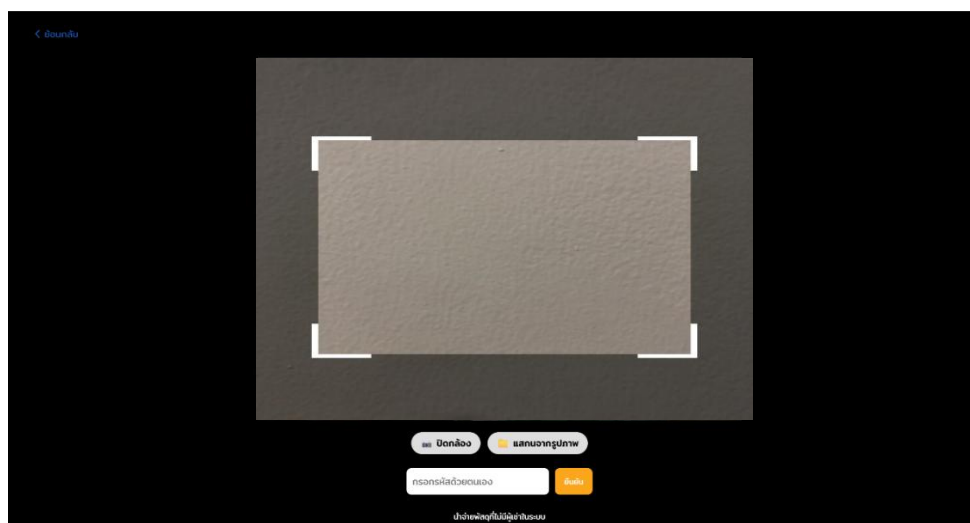 ย้อนกลับ
ปิดกล้อง
สแกนจากรูปภาพ
กรอกรหัสด้วยตนเอง
ยืนยัน
นำจ่ายพัสดุที่ไม่มีผู้เช่าในระบบ